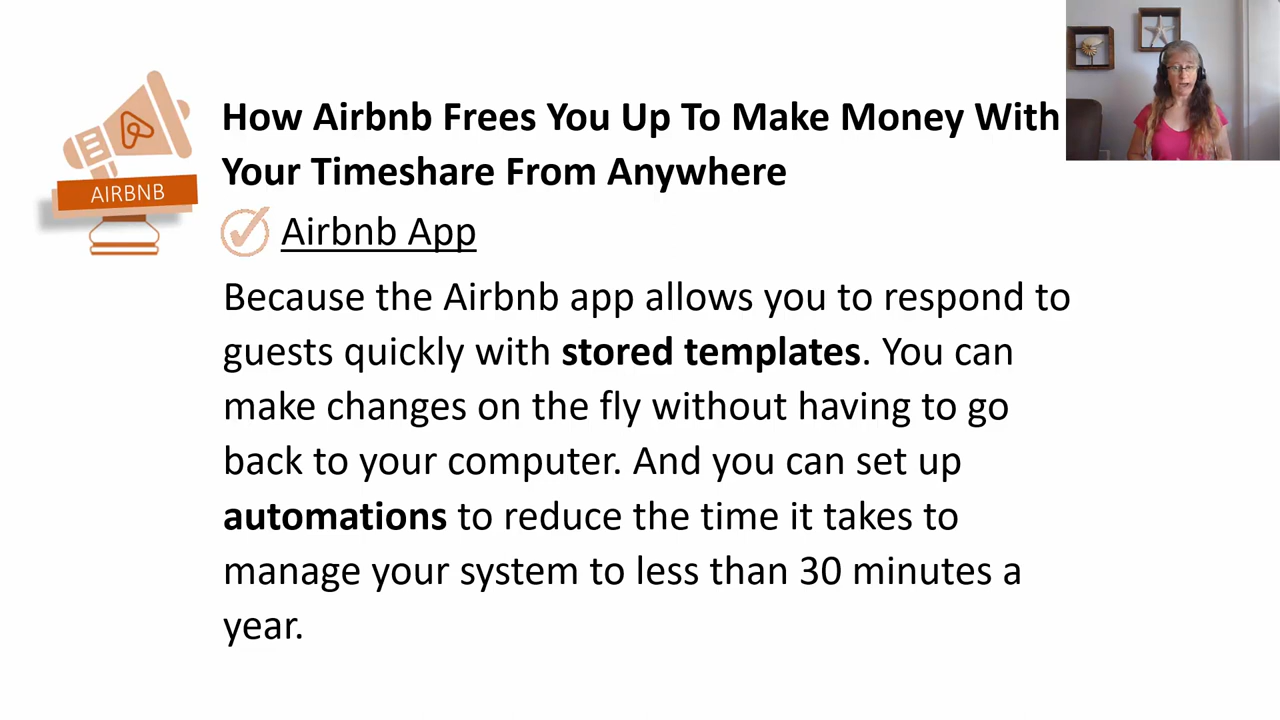 How Airbnb Frees You Up To Make Money With
Your Timeshare From Anywhere
AIRBNB
Airbnb App
Because the Airbnb app allows you to respond to
guests quickly with stored templates. You can
make changes on the fly without having to go
back to your computer. And you can set up
automations to reduce the time it takes to
manage your system to less than 30 minutes a
year.